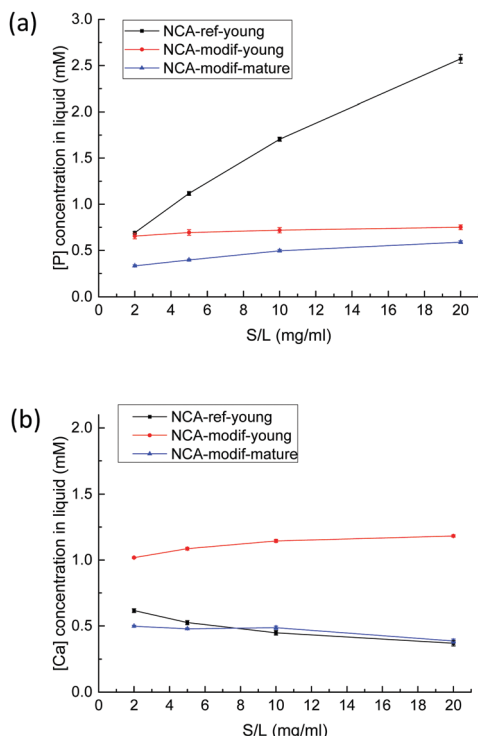 (a)
NCA-ref-young
NCA-modif-young
NCA-modif-mature
[P] concentration in liquid (mM)
3.0
2.5
2.0
1.5
1.0
0.5
0.0
0 2 4 6 8 10 12 14 16 18 20
S/L (mg/ml)
(b)
NCA-ref-young
NCA-modif-young
NCA-modif-mature
[Ca] concentration in liquid (mM)
2.0
1.5
1.0
0.5
0.0
0 2 4 6 8 10 12 14 16 18 20
S/L (mg/ml)